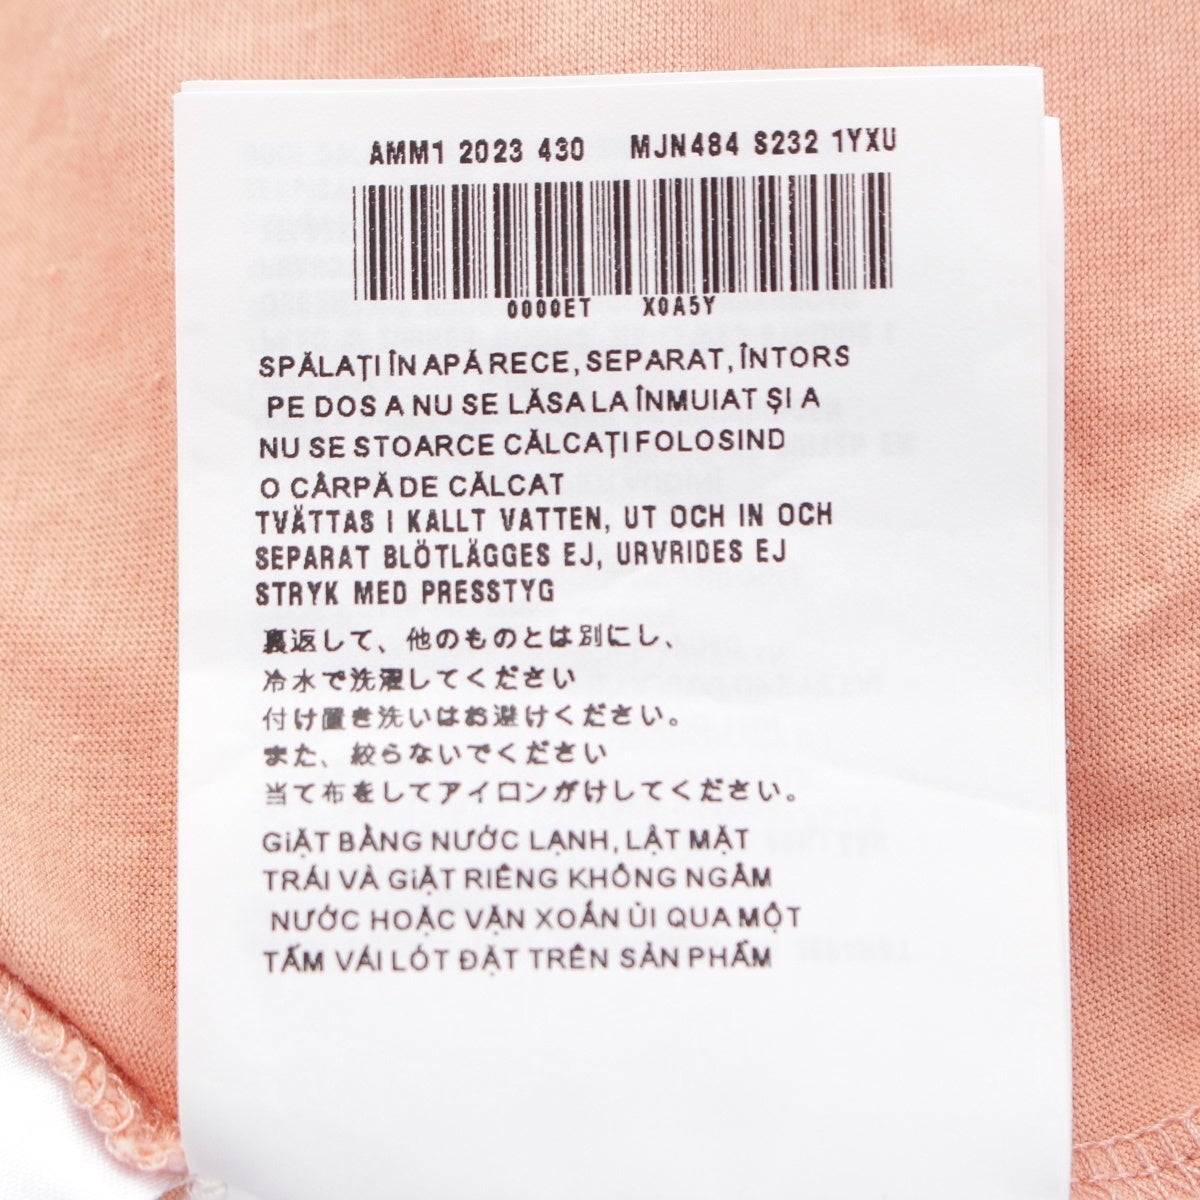 AMM1 2023 430 MJN484 S232 1YXU
0000ET X0A5Y
SPĂLAȚI ÎN APĂ RECE, SEPARAT, ÎNTORS
PE DOS A NU SE LĂSA LA ÎNMUIAT ȘI A
NU SE STOARCE CĂLCAȚI FOLOSIND
O CÂRPĂ DE CĂLCAT
TVÄTTAS I KALLT VATTEN, UT OCH IN OCH
SEPARAT BLÖTLÄGGES EJ, URVRIDES EJ
STRYK MED PRESSTYG
裏返して、他のものとは別にし、
冷水で洗濯してください
付け置き洗いはお避けください。
また、絞らないでください
当て布をしてアイロンがけしてください。
GiẶT BẰNG NƯỚC LẠNH, LẬT MẶT
TRÁI VÀ GiẶT RIÊNG KHÔNG NGÂM
NƯỚC HOẶC VẶN XOẮN ỦI QUA MỘT
TẤM VẢI LÓT ĐẶT TRÊN SẢN PHẨM